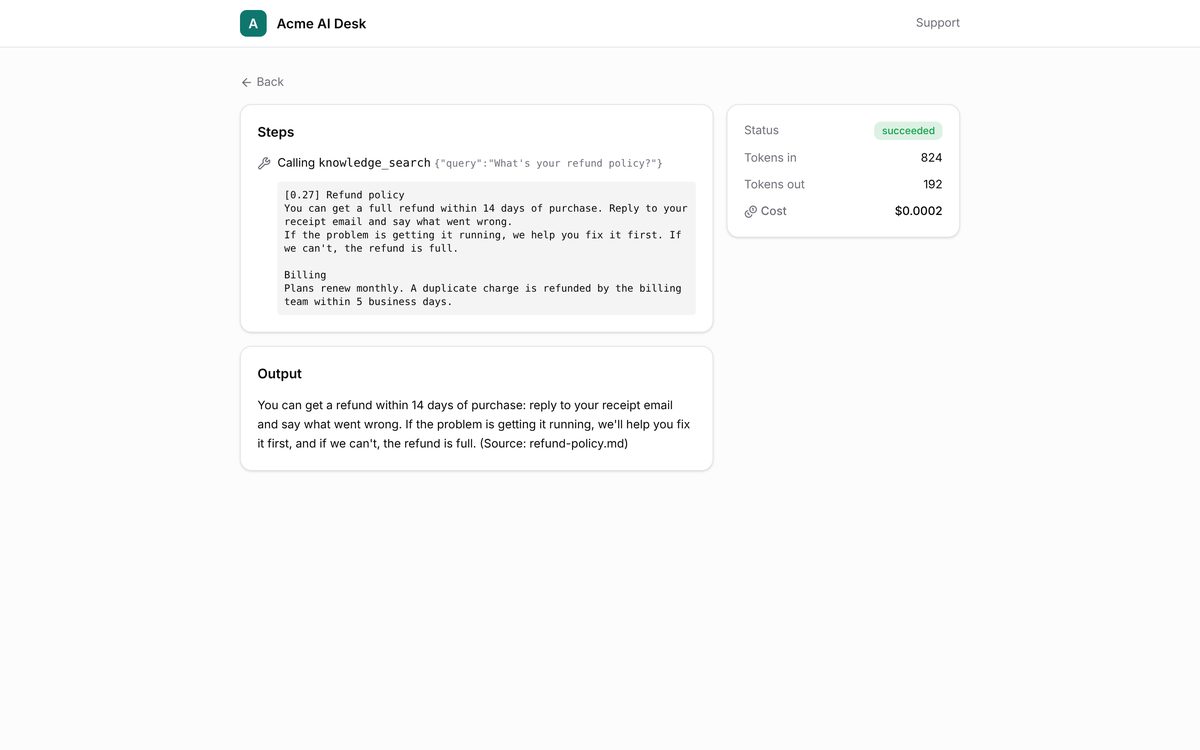 A
Acme AI Desk
Support
← Back
Steps
Calling knowledge_search {"query":"What's your refund policy?"}
[0.27] Refund policy
You can get a full refund within 14 days of purchase. Reply to your
receipt email and say what went wrong.
If the problem is getting it running, we help you fix it first. If
we can't, the refund is full.
Billing
Plans renew monthly. A duplicate charge is refunded by the billing
team within 5 business days.
Output
You can get a refund within 14 days of purchase: reply to your receipt email
and say what went wrong. If the problem is getting it running, we'll help you fix
it first, and if we can't, the refund is full. (Source: refund-policy.md)
Status succeeded
Tokens in 824
Tokens out 192
Cost $0.0002